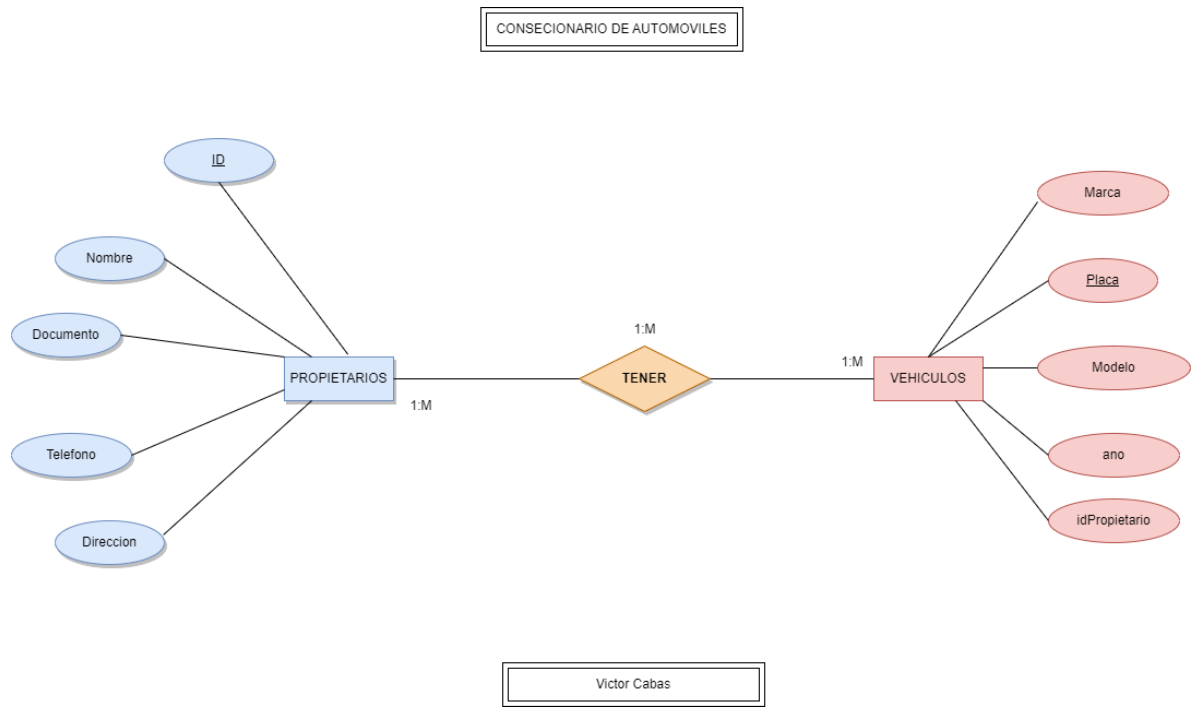 CONSECIONARIO DE AUTOMOVILES
ID
Nombre
Documento
Telefono
Direccion
PROPIETARIOS
1:M
1:M
TENER
1:M
VEHICULOS
Marca
Placa
Modelo
ano
idPropietario
Victor Cabas